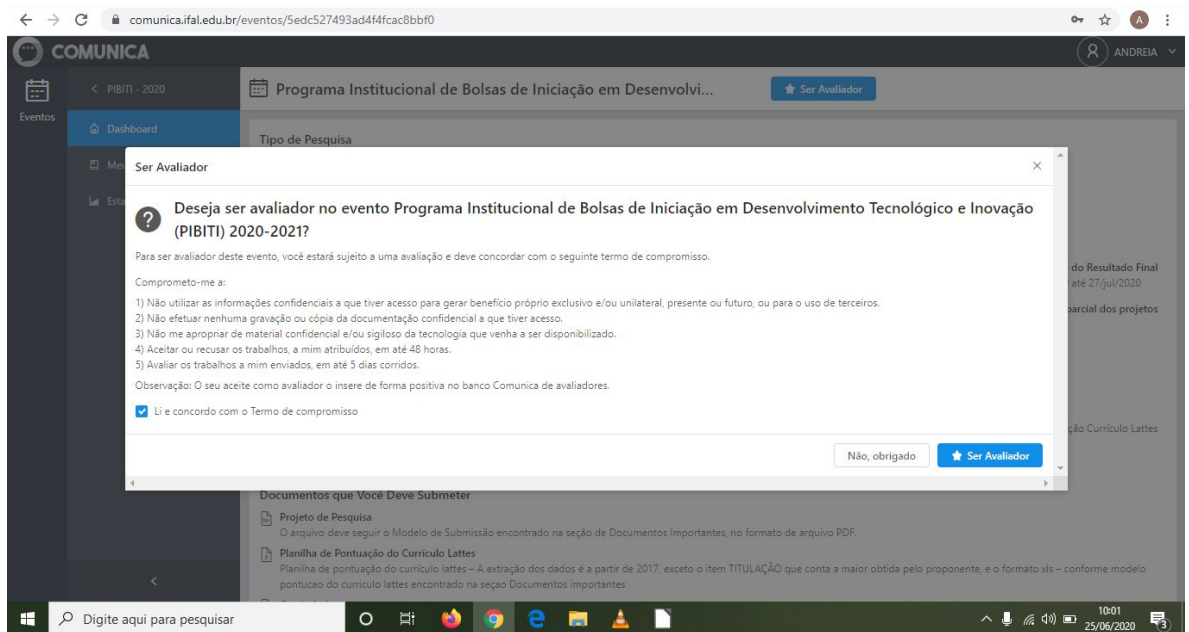 comunica.ifal.edu.br/eventos/5edc527493ad4f4fcac8bbf0
A
COMUNICA
ANDREIA
Eventos
PIBITI - 2020
Programa Institucional de Bolsas de Iniciação em Desenvolvi...
Ser Avaliador
Dashboard
Tipo de Pesquisa
Ser Avaliador
Deseja ser avaliador no evento Programa Institucional de Bolsas de Iniciação em Desenvolvimento Tecnológico e Inovação
(PIBITI) 2020-2021?
Para ser avaliador deste evento, você estará sujeito a uma avaliação e deve concordar com o seguinte termo de compromisso.
Comprometo-me a:
1) Não utilizar as informações confidenciais a que tiver acesso para gerar benefício próprio exclusivo e/ou unilateral, presente ou futuro, ou para o uso de terceiros.
2) Não efetuar nenhuma gravação ou cópia da documentação confidencial a que tiver acesso.
3) Não me apropriar de material confidencial e/ou sigiloso da tecnologia que venha a ser disponibilizado.
4) Aceitar ou recusar os trabalhos, a mim atribuídos, em até 48 horas.
5) Avaliar os trabalhos a mim enviados, em até 5 dias corridos.
Observação: O seu aceite como avaliador o insere de forma positiva no banco Comunica de avaliadores.
Li e concordo com o Termo de compromisso
Não, obrigado
Ser Avaliador
do Resultado Final
até 27/jul/2020
parcial dos projetos
ção Currículo Lattes
Documentos que Você Deve Submeter
Projeto de Pesquisa
O arquivo deve seguir o Modelo de Submissão encontrado na seção de Documentos Importantes, no formato de arquivo PDF.
Planilha de Pontuação do Currículo Lattes
Planilha de pontuação do currículo lattes – A extração dos dados é a partir de 2017, exceto o item TITULAÇÃO que conta a maior obtida pelo proponente, e o formato xls – conforme modelo
pontucao do curriculo lattes encontrado na seçao Documentos importantes
Digite aqui para pesquisar
10:01
25/06/2020
3